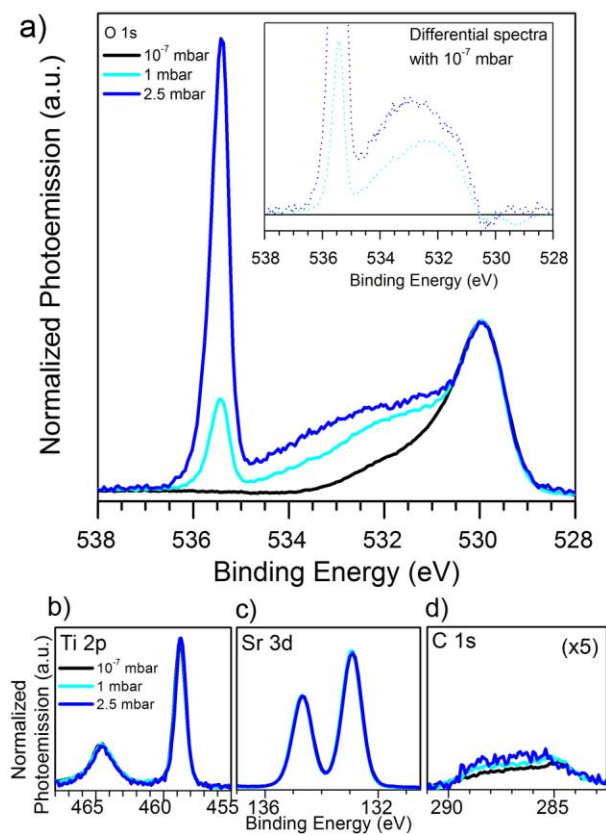 a)
O 1s
10⁻⁷ mbar
1 mbar
2.5 mbar
Normalized Photoemission (a.u.)
Differential spectra
with 10⁻⁷ mbar
538 536 534 532 530 528
Binding Energy (eV)
538 536 534 532 530 528
Binding Energy (eV)
b) c) d)
Ti 2p
10⁻⁷ mbar
1 mbar
2.5 mbar
Normalized
Photoemission (a.u.)
Sr 3d
C 1s
(x5)
465 460 455
136 132
290 285
Binding Energy (eV)